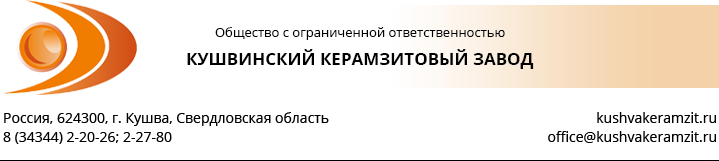 Общество с ограниченной ответственностью
КУШВИНСКИЙ КЕРАМЗИТОВЫЙ ЗАВОД
Россия, 624300, г. Кушва, Свердловская область
kushvakeramzit.ru
8 (34344) 2-20-26; 2-27-80
office@kushvakeramzit.ru